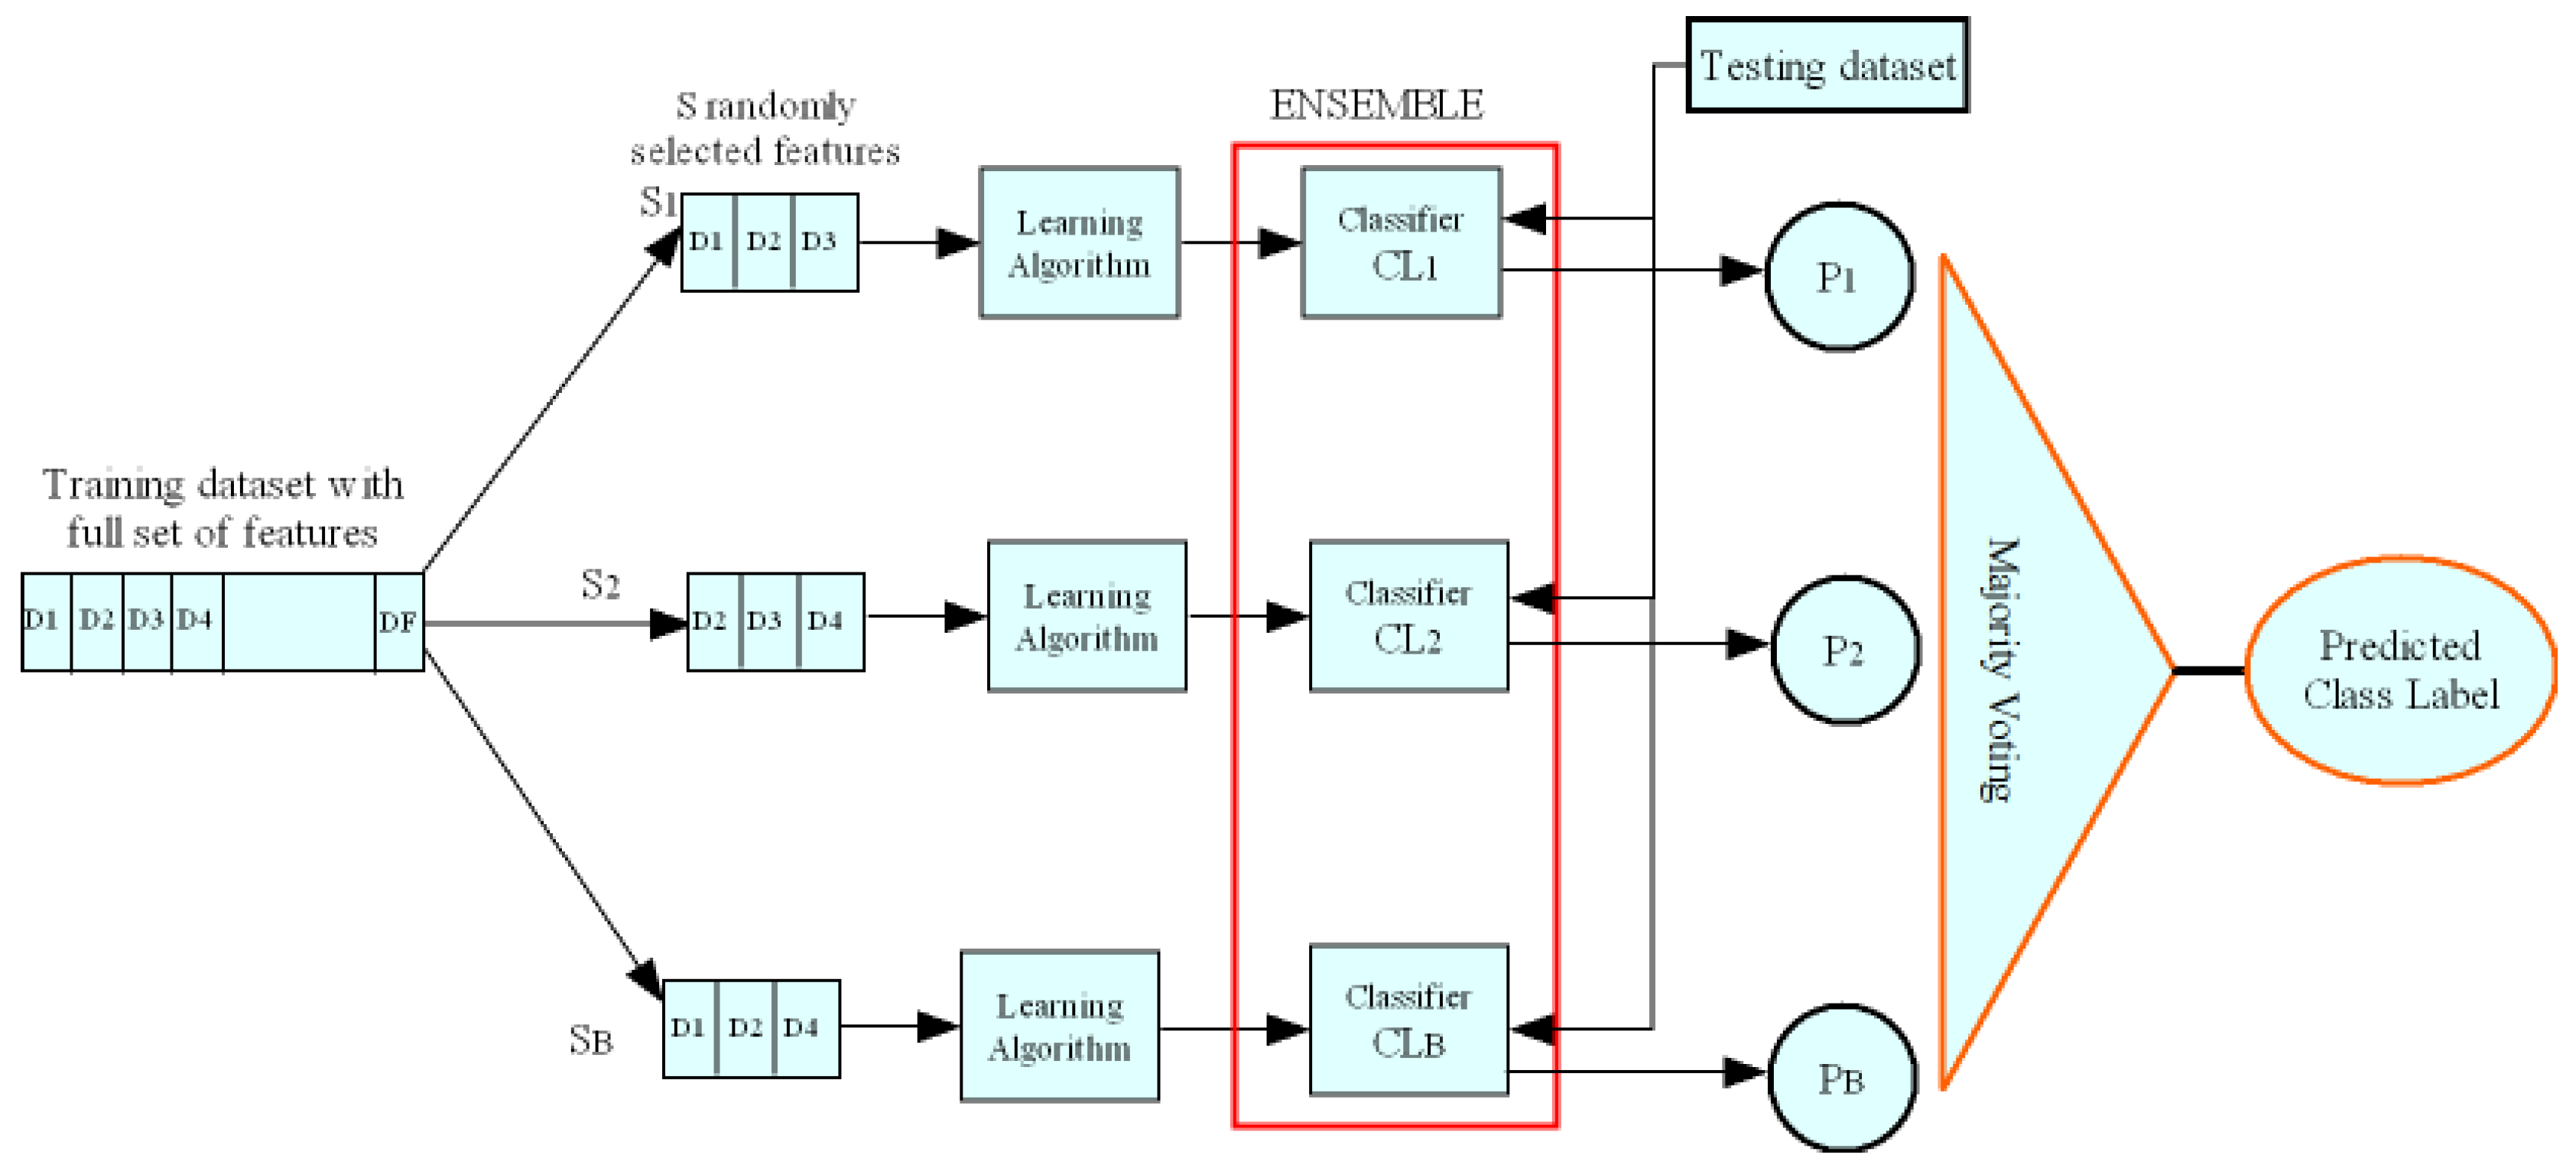 Testing dataset
S randomly
selected features
ENSEMBLE
S1
D1 D2 D3
Learning
Algorithm
Classifier
CL1
P1
Training dataset with
full set of features
D1 D2 D3 D4 DF
S2
D2 D3 D4
Learning
Algorithm
Classifier
CL2
P2
Majority Voting
Predicted
Class Label
SB
D1 D2 D4
Learning
Algorithm
Classifier
CLB
PB